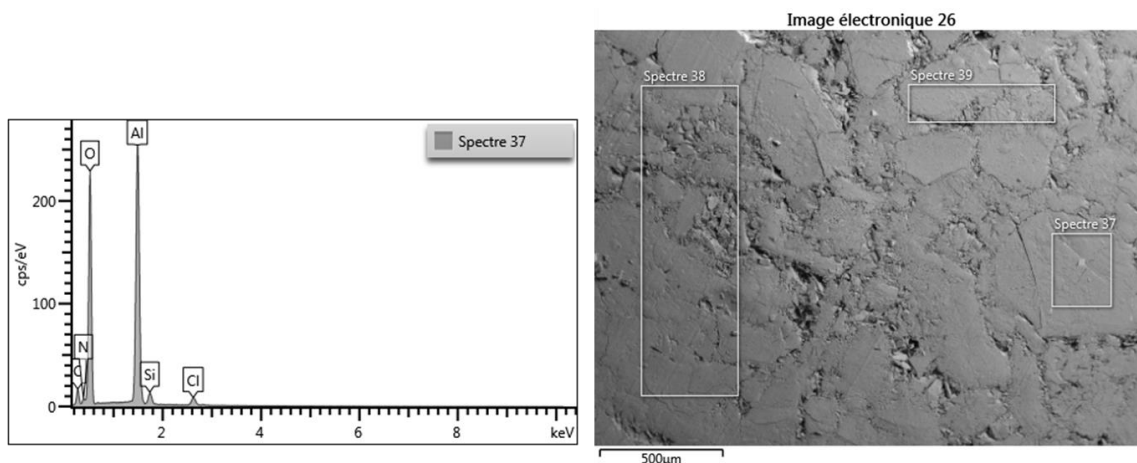 Spectre 37
cps/eV
200
100
0
C
N
O
Al
Si
Cl
2
4
6
8
keV
Image électronique 26
Spectre 38
Spectre 39
Spectre 37
500µm